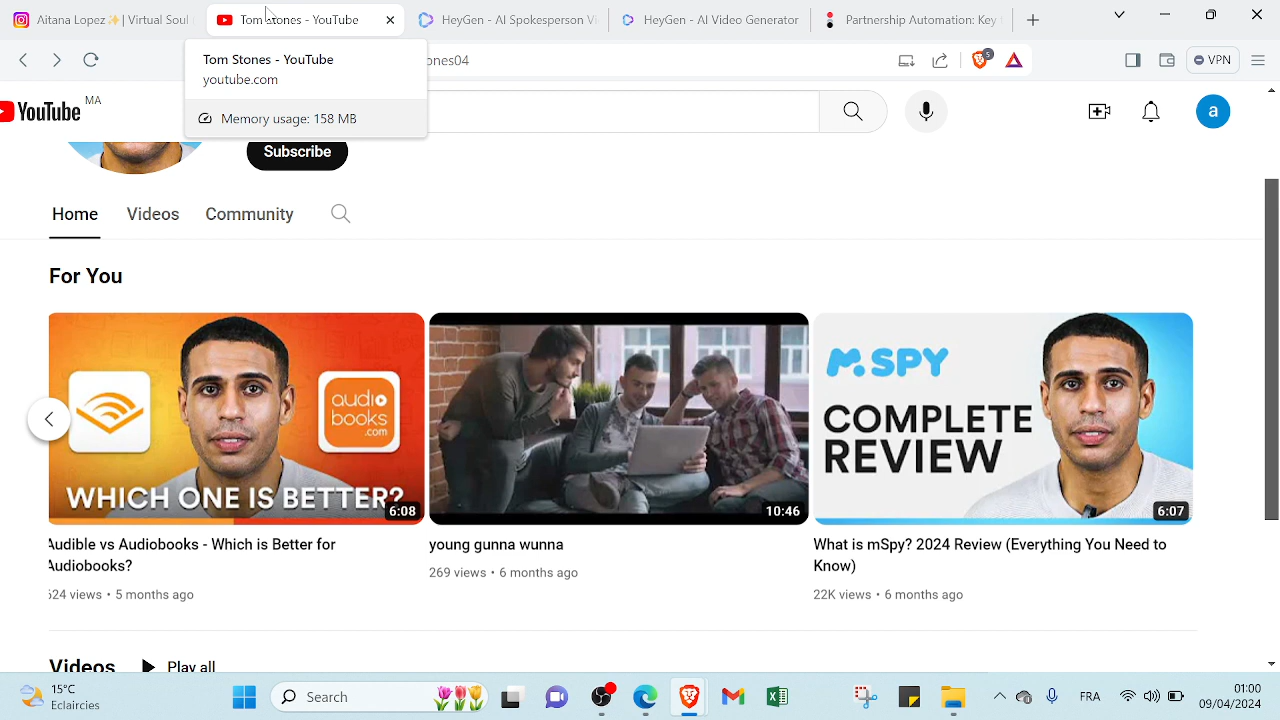 Aitana Lopez✨ | Virtual Soul
Tom Stones - YouTube
HeyGen - AI Spokesperson Vi
HeyGen - AI Video Generator
Partnership Automation: Key
ones04
5
VPN
Tom Stones - YouTube
youtube.com
Memory usage: 158 MB
YouTube MA
a
Subscribe
Home Videos Community
For You
audio
books
.com
WHICH ONE IS BETTER?
6:08
10:46
mSPY
COMPLETE
REVIEW
6:07
Audible vs Audiobooks - Which is Better for
Audiobooks?
624 views • 5 months ago
young gunna wunna
269 views • 6 months ago
What is mSpy? 2024 Review (Everything You Need to
Know)
22K views • 6 months ago
Videos Play all
15°C
Eclaircies
Search
FRA
01:00
09/04/2024